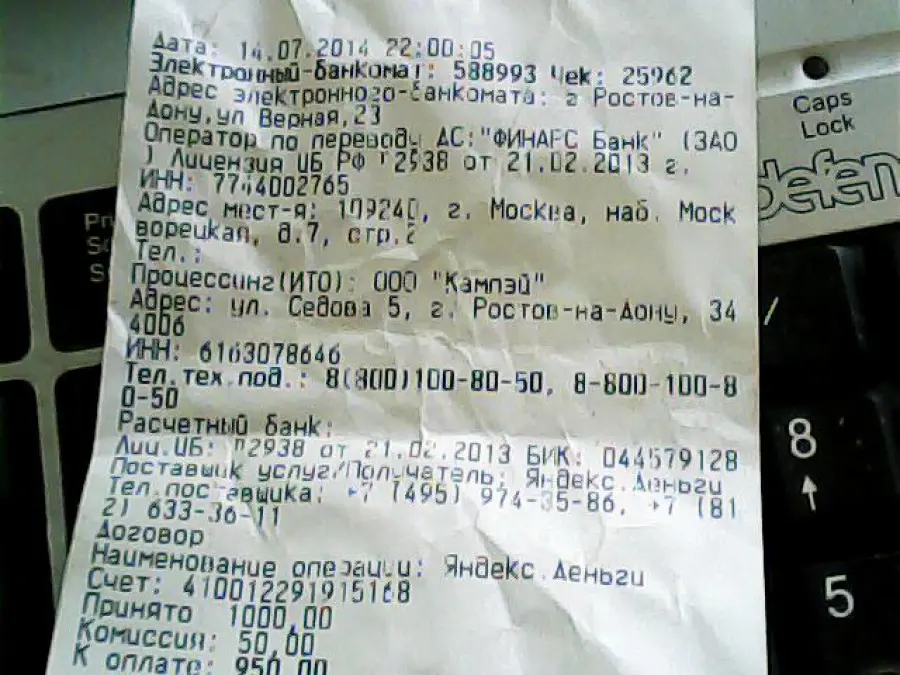 Дата: 14.07.2014 22:00:05
Электронный-банкомат: 588993 Чек: 25962
Адрес электронного-банкомата: г Ростов-на-
Дону,ул Верная,23
Оператор по переводу ДС:"ФИНАРС Банк" (ЗАО
) Лицензия ЦБ РФ 2938 от 21.02.2013 г.
ИНН: 7744002765
Адрес мест-я: 109240, г. Москва, наб. Моск
ворецкая, д.7, стр.2
Тел.:
Процессинг(ИТО): ООО "Кампэй"
Адрес: ул. Седова 5, г. Ростов-на-Дону, 34
4006
ИНН: 6163078646
Тел.тех.под.: 8(800)100-80-50, 8-800-100-8
0-50
Расчетный банк:
Лиц.ЦБ: 2938 от 21.02.2013 БИК: 044579128
Поставщик услуг/Получатель: Яндекс.Деньги
Тел.поставщика: +7 (495) 974-35-86, +7 (81
2) 633-36-11
Договор
Наименование операции: Яндекс.Деньги
Счет: 410012291915168
Принято 1000,00
Комиссия: 50,00
К оплате: 950,00
Caps
Lock
defen
/
8
5